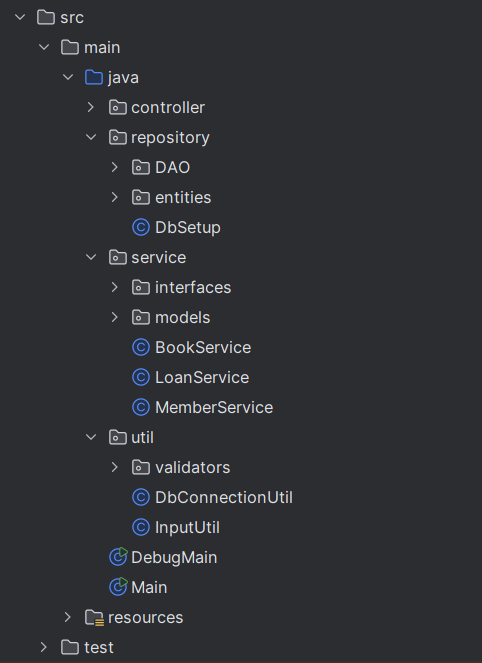 src
main
java
controller
repository
DAO
entities
DbSetup
service
interfaces
models
BookService
LoanService
MemberService
util
validators
DbConnectionUtil
InputUtil
DebugMain
Main
resources
test